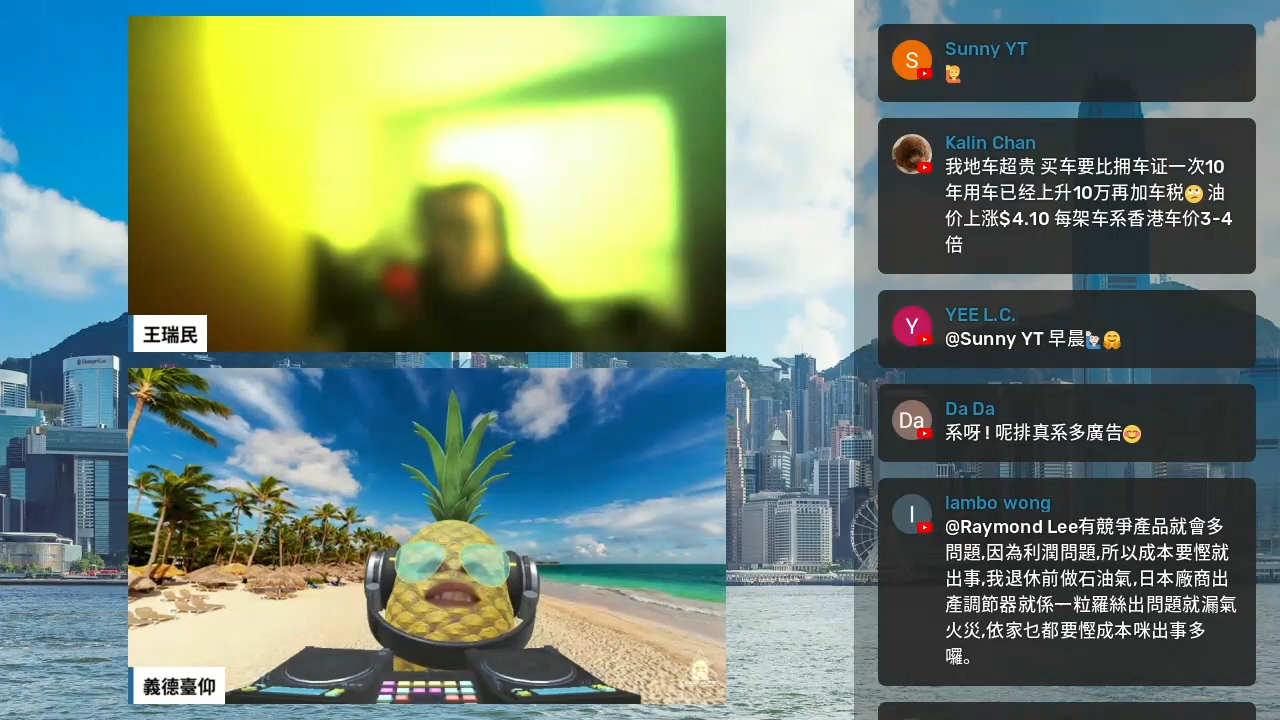 王瑞民
義德臺仰
S
Sunny YT
Kalin Chan
我地车超贵 买车要比拥车证一次10
年用车已经上升10万再加车税🙄油
价上涨$4.10 每架车系香港车价3-4
倍
Y
YEE L.C.
@Sunny YT 早晨
Da
Da Da
系呀 ! 呢排真系多廣告😊
l
lambo wong
@Raymond Lee有競爭產品就會多
問題,因為利潤問題,所以成本要慳就
出事,我退休前做石油氣,日本廠商出
產調節器就係一粒羅絲出問題就漏氣
火災,依家乜都要慳成本咪出事多
囉。